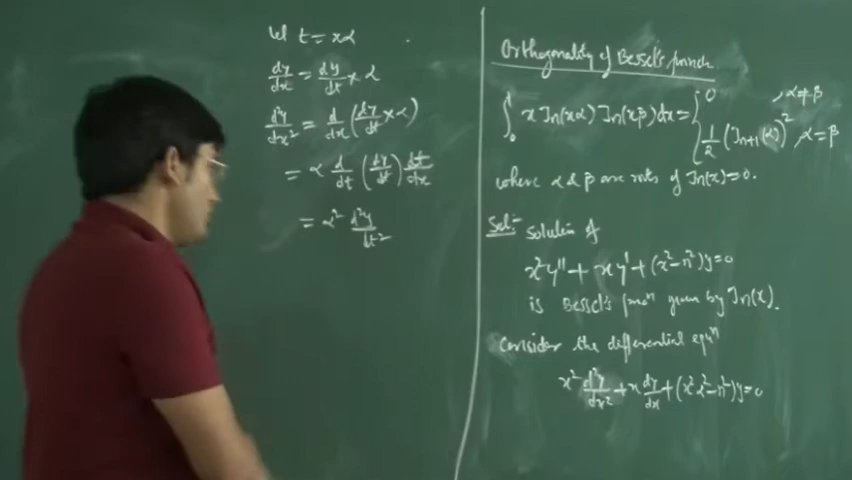 let t = xα
dy/dx = dy/dt × α
d²y/dx² = d/dx (dy/dt × α)
= α d/dt (dy/dt) dt/dx
= α² d²y/dt²
Orthogonality of Bessel's
∫₀¹ x Jn(xα) Jn(xβ) dx = { 0 , α ≠ β
1/2 (Jn+1(α))² , α = β
where α & β are roots of Jn(x) = 0.
Sol:- Solution of
x²y'' + xy' + (x² - n²)y = 0
is Bessel's given by Jn(x).
Consider the differential equⁿ
x² d²y/dx² + x dy/dx + (x²α² - n²)y = 0